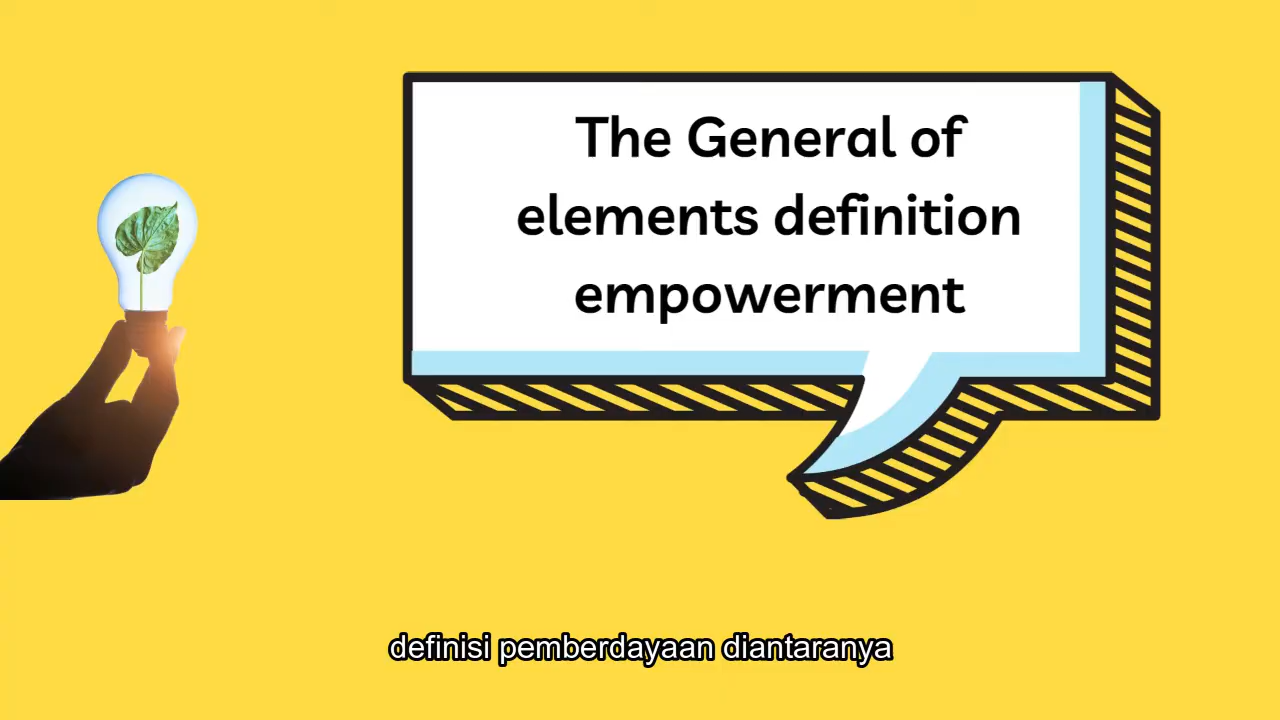 The General of
elements definition
empowerment
definisi pemberdayaan diantaranya